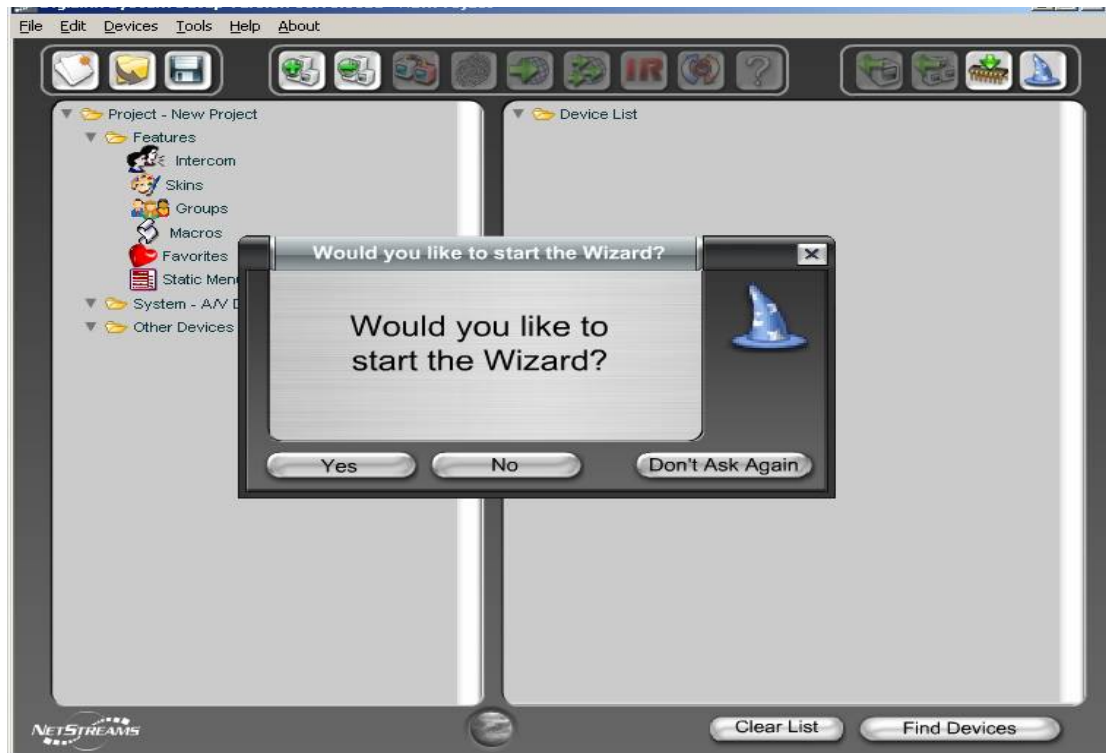 File Edit Devices Tools Help About
IR
?
Project - New Project
Features
Intercom
Skins
Groups
Macros
Favorites
Static Men
System - A/V D
Other Devices
Device List
Would you like to start the Wizard?
Would you like to
start the Wizard?
Yes No Don't Ask Again
NETSTREAMS
Clear List Find Devices